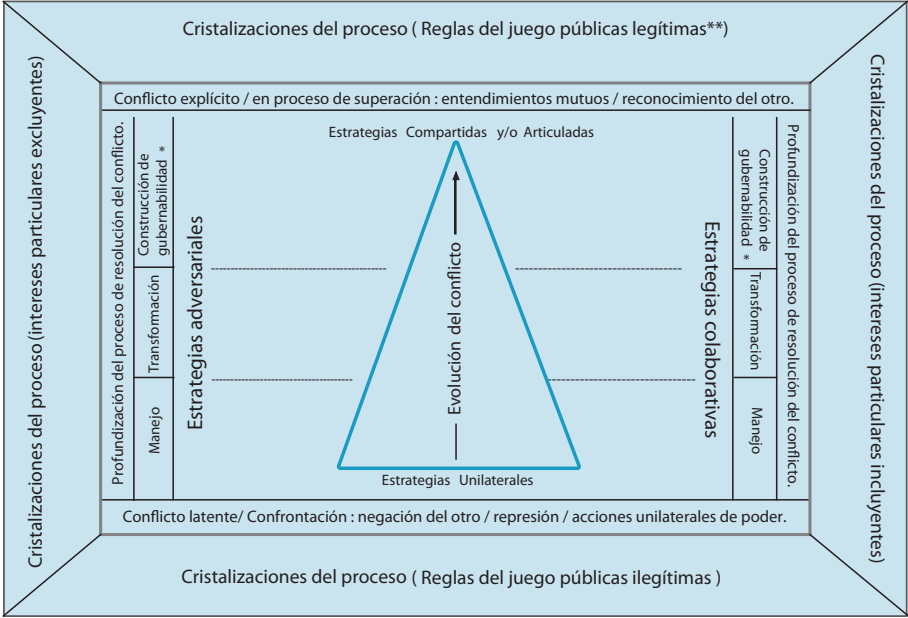 Cristalizaciones del proceso ( Reglas del juego públicas legítimas**)
Cristalizaciones del proceso (intereses particulares excluyentes)
Conflicto explícito / en proceso de superación : entendimientos mutuos / reconocimiento del otro.
Profundización del proceso de resolución del conflicto.
Construcción de
gubernabilidad *
Transformación
Manejo
Estrategias adversariales
Estrategias Compartidas y/o Articuladas
Evolución del conflicto
Estrategias Unilaterales
Estrategias colaborativas
Construcción de
gubernabilidad *
Transformación
Manejo
Profundización del proceso de resolución del conflicto.
Conflicto latente/ Confrontación : negación del otro / represión / acciones unilaterales de poder.
Cristalizaciones del proceso (intereses particulares incluyentes)
Cristalizaciones del proceso ( Reglas del juego públicas ilegítimas )